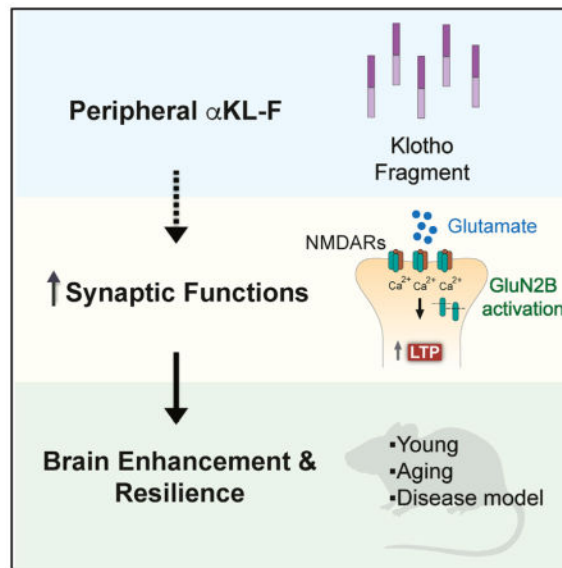 Peripheral αKL-F
Klotho
Fragment
Glutamate
NMDARs
Ca2+ Ca2+ Ca2+
GluN2B
activation
↑ LTP
↑ Synaptic Functions
Brain Enhancement &
Resilience
▪Young
▪Aging
▪Disease model